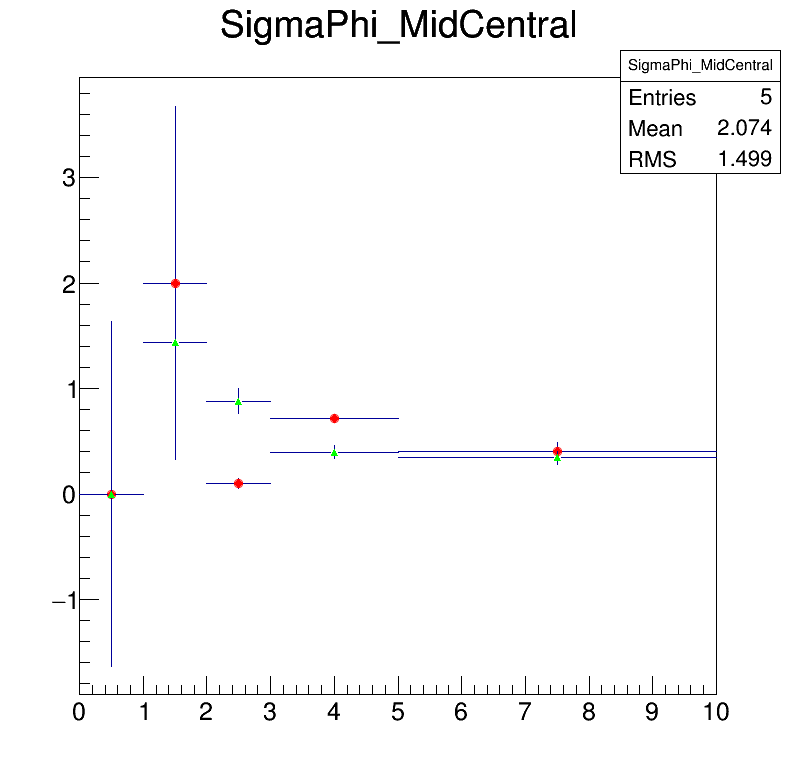 SigmaPhi_MidCentral
SigmaPhi_MidCentral
Entries 5
Mean 2.074
RMS 1.499
3
2
1
0
−1
0 1 2 3 4 5 6 7 8 9 10